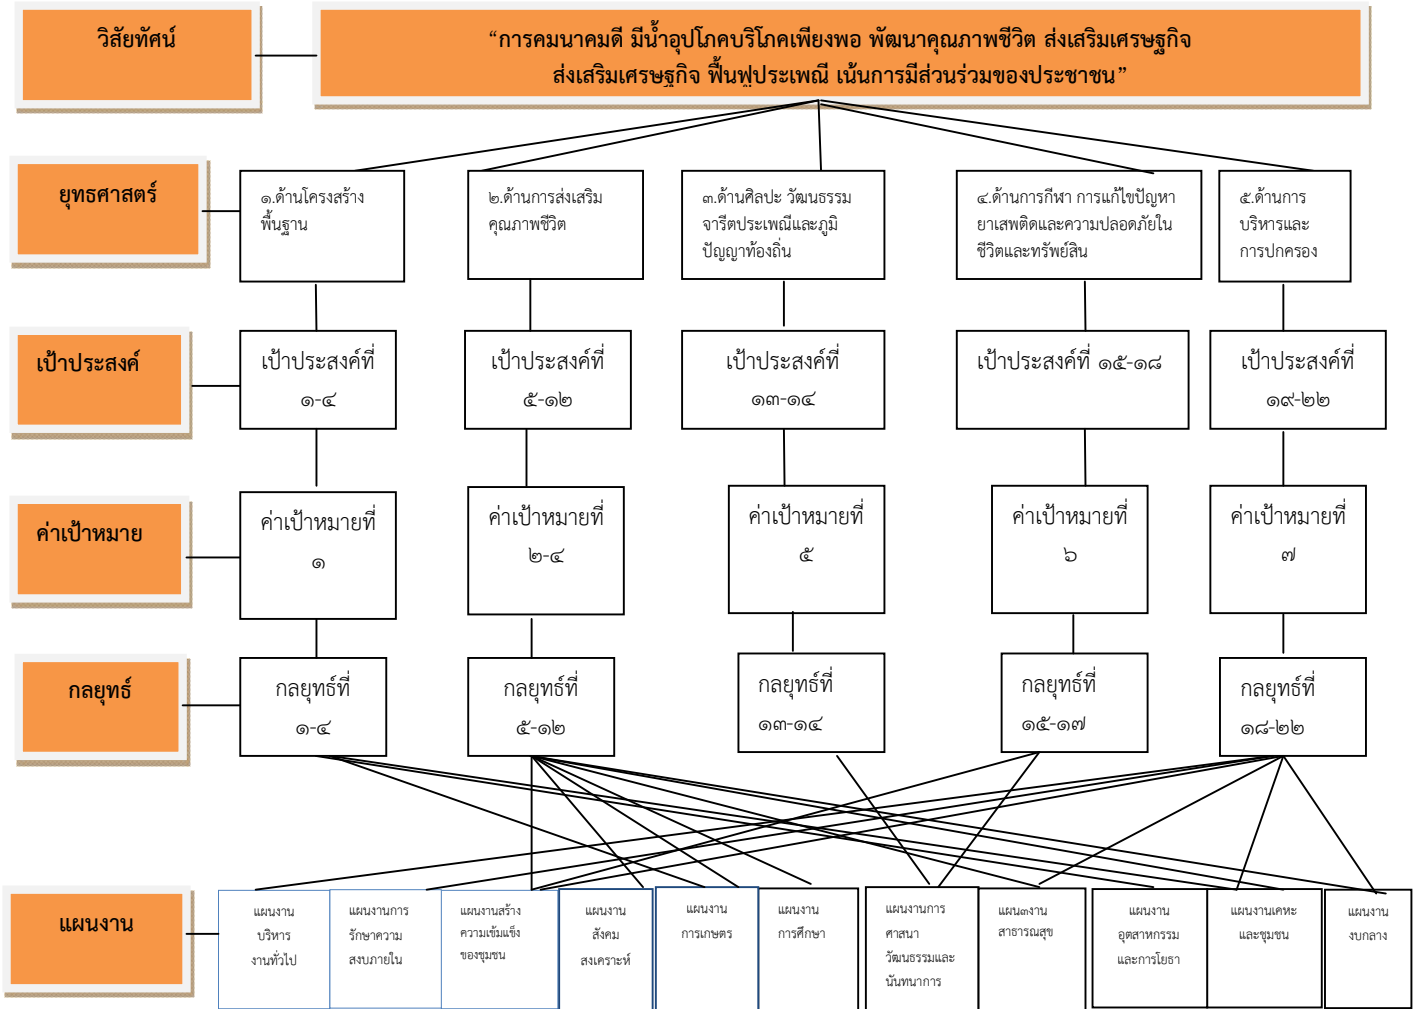 วิสัยทัศน์
“การคมนาคมดี มีน้ำอุปโภคบริโภคเพียงพอ พัฒนาคุณภาพชีวิต ส่งเสริมเศรษฐกิจ
ส่งเสริมเศรษฐกิจ ฟื้นฟูประเพณี เน้นการมีส่วนร่วมของประชาชน”
ยุทธศาสตร์
๑.ด้านโครงสร้าง
พื้นฐาน
๒.ด้านการส่งเสริม
คุณภาพชีวิต
๓.ด้านศิลปะ วัฒนธรรม
จารีตประเพณีและภูมิ
ปัญญาท้องถิ่น
๔.ด้านการกีฬา การแก้ไขปัญหา
ยาเสพติดและความปลอดภัยใน
ชีวิตและทรัพย์สิน
๕.ด้านการ
บริหารและ
การปกครอง
เป้าประสงค์
เป้าประสงค์ที่
๑-๔
เป้าประสงค์ที่
๕-๑๒
เป้าประสงค์ที่
๑๓-๑๔
เป้าประสงค์ที่ ๑๕-๑๘
เป้าประสงค์ที่
๑๙-๒๒
ค่าเป้าหมาย
ค่าเป้าหมายที่
๑
ค่าเป้าหมายที่
๒-๔
ค่าเป้าหมายที่
๕
ค่าเป้าหมายที่
๖
ค่าเป้าหมายที่
๗
กลยุทธ์
กลยุทธ์ที่
๑-๔
กลยุทธ์ที่
๕-๑๒
กลยุทธ์ที่
๑๓-๑๔
กลยุทธ์ที่
๑๕-๑๗
กลยุทธ์ที่
๑๘-๒๒
แผนงาน
แผนงาน
บริหาร
งานทั่วไป
แผนงานการ
รักษาความ
สงบภายใน
แผนงานสร้าง
ความเข้มแข็ง
ของชุมชน
แผนงาน
สังคม
สงเคราะห์
แผนงาน
การเกษตร
แผนงาน
การศึกษา
แผนงานการ
ศาสนา
วัฒนธรรมและ
นันทนาการ
แผน๓งาน
สาธารณสุข
แผนงาน
อุตสาหกรรม
และการโยธา
แผนงานเคหะ
และชุมชน
แผนงาน
งบกลาง